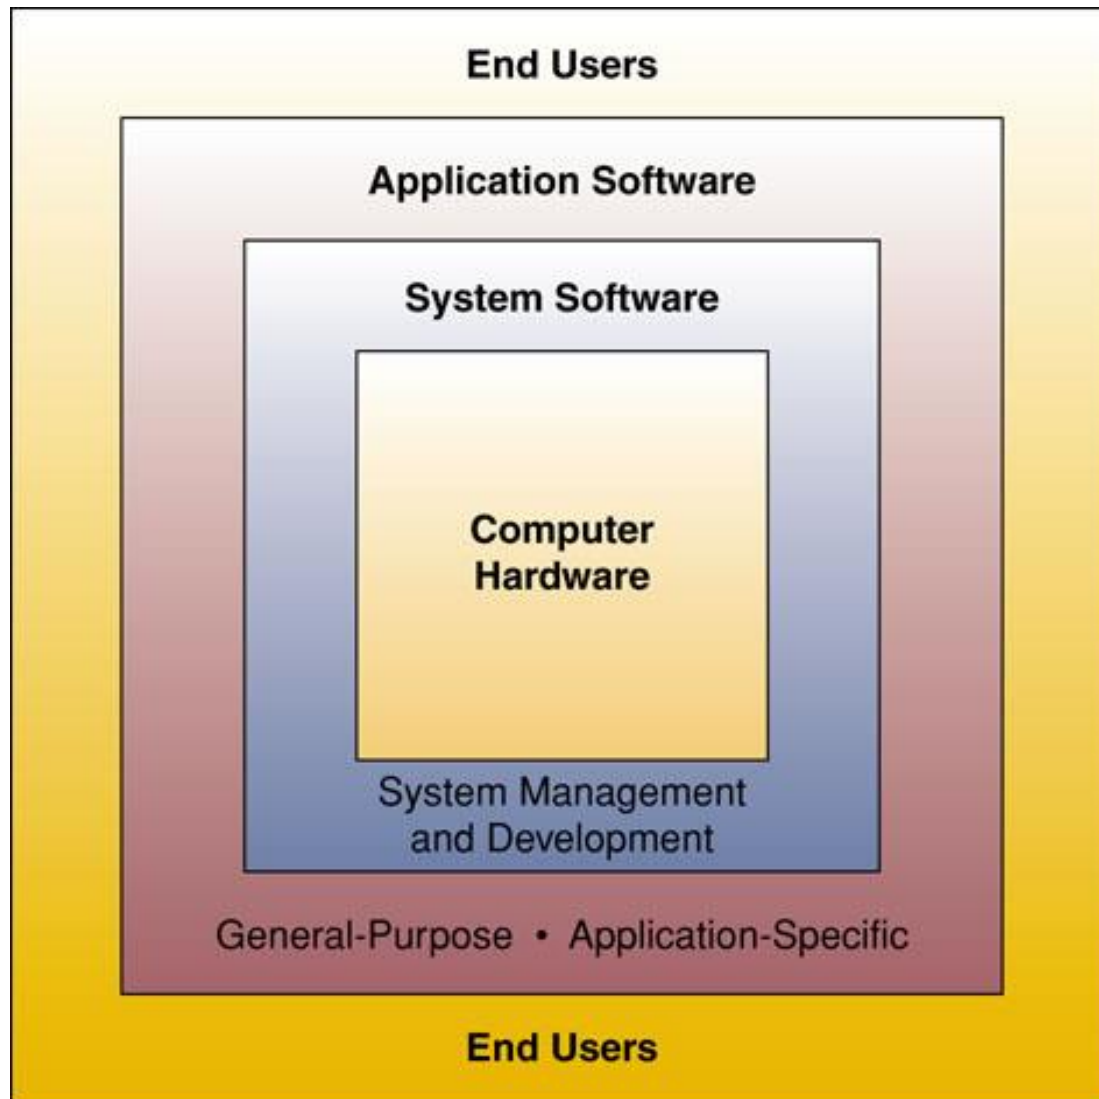 End Users
Application Software
System Software
Computer
Hardware
System Management
and Development
General-Purpose • Application-Specific
End Users